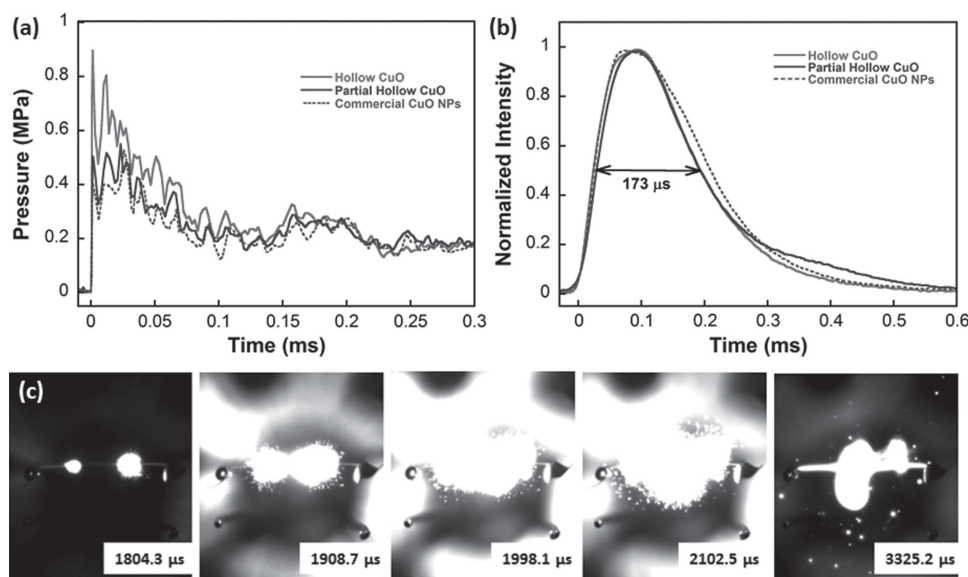 (a)
1
0.8
0.6
0.4
0.2
0
Pressure (MPa)
Hollow CuO
Partial Hollow CuO
Commercial CuO NPs
0
0.05
0.1
0.15
0.2
0.25
0.3
Time (ms)
(b)
1
0.8
0.6
0.4
0.2
0
Normalized Intensity
Hollow CuO
Partial Hollow CuO
Commercial CuO NPs
173 µs
0
0.1
0.2
0.3
0.4
0.5
0.6
Time (ms)
(c)
1804.3 µs
1908.7 µs
1998.1 µs
2102.5 µs
3325.2 µs